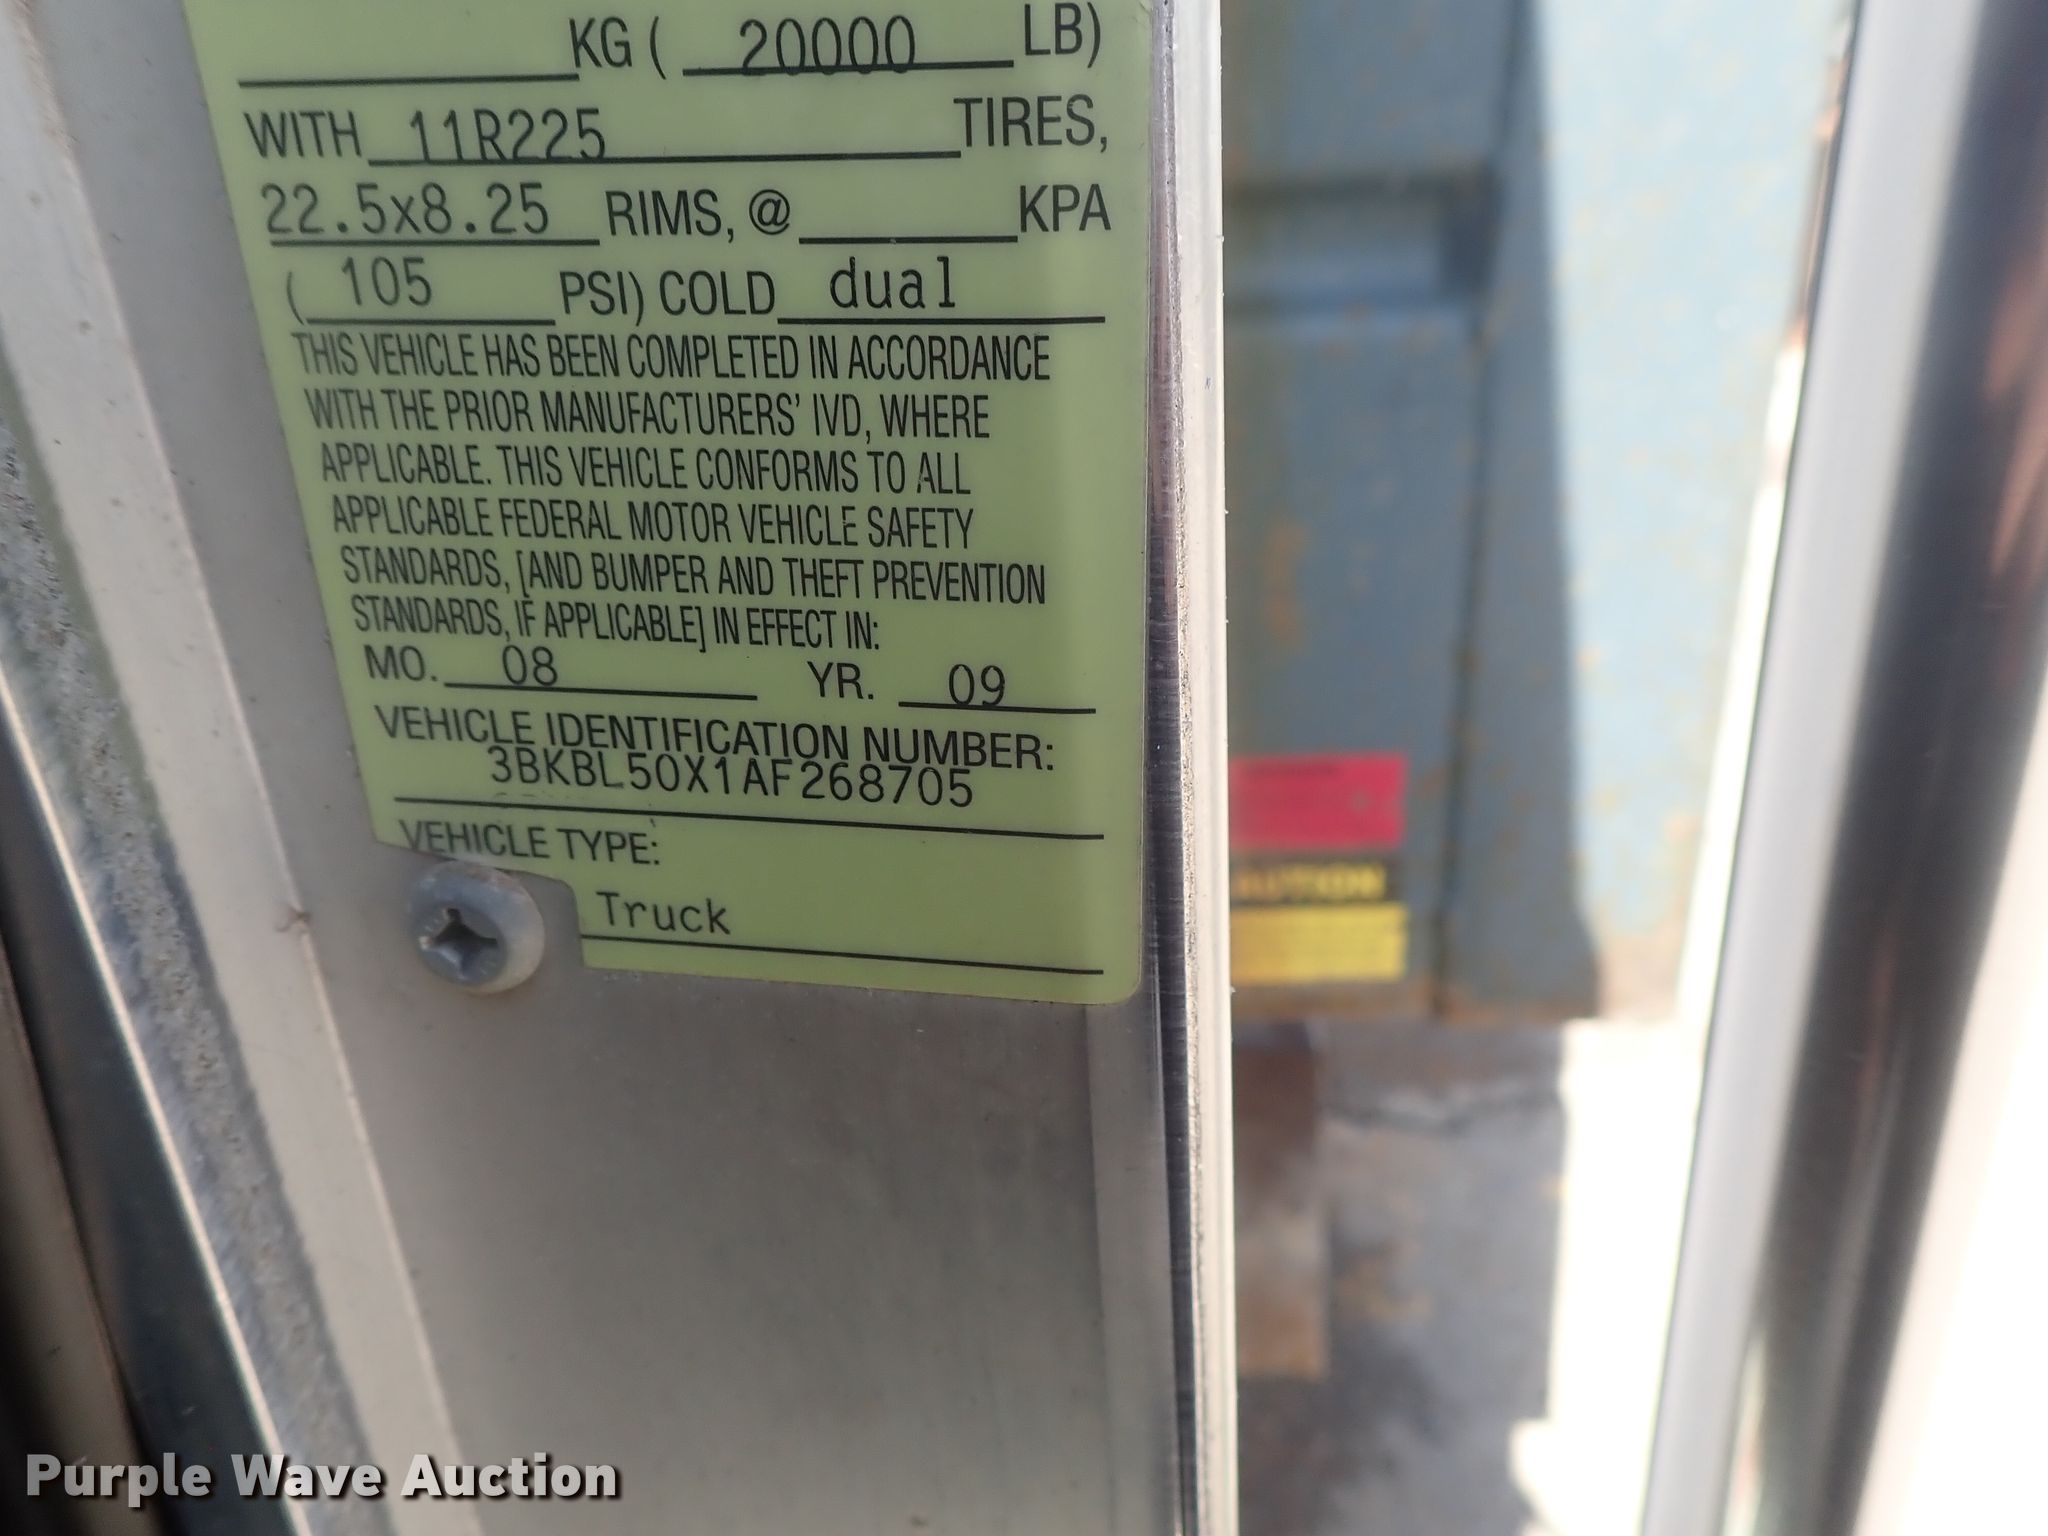 KG ( 20000 LB)
WITH 11R225 TIRES,
22.5x8.25 RIMS, @ KPA
( 105 PSI) COLD dual
THIS VEHICLE HAS BEEN COMPLETED IN ACCORDANCE
WITH THE PRIOR MANUFACTURERS' IVD, WHERE
APPLICABLE. THIS VEHICLE CONFORMS TO ALL
APPLICABLE FEDERAL MOTOR VEHICLE SAFETY
STANDARDS, [AND BUMPER AND THEFT PREVENTION
STANDARDS, IF APPLICABLE] IN EFFECT IN:
MO. 08 YR. 09
VEHICLE IDENTIFICATION NUMBER:
3BKBL50X1AF268705
VEHICLE TYPE:
Truck
CAUTION
Purple Wave Auction